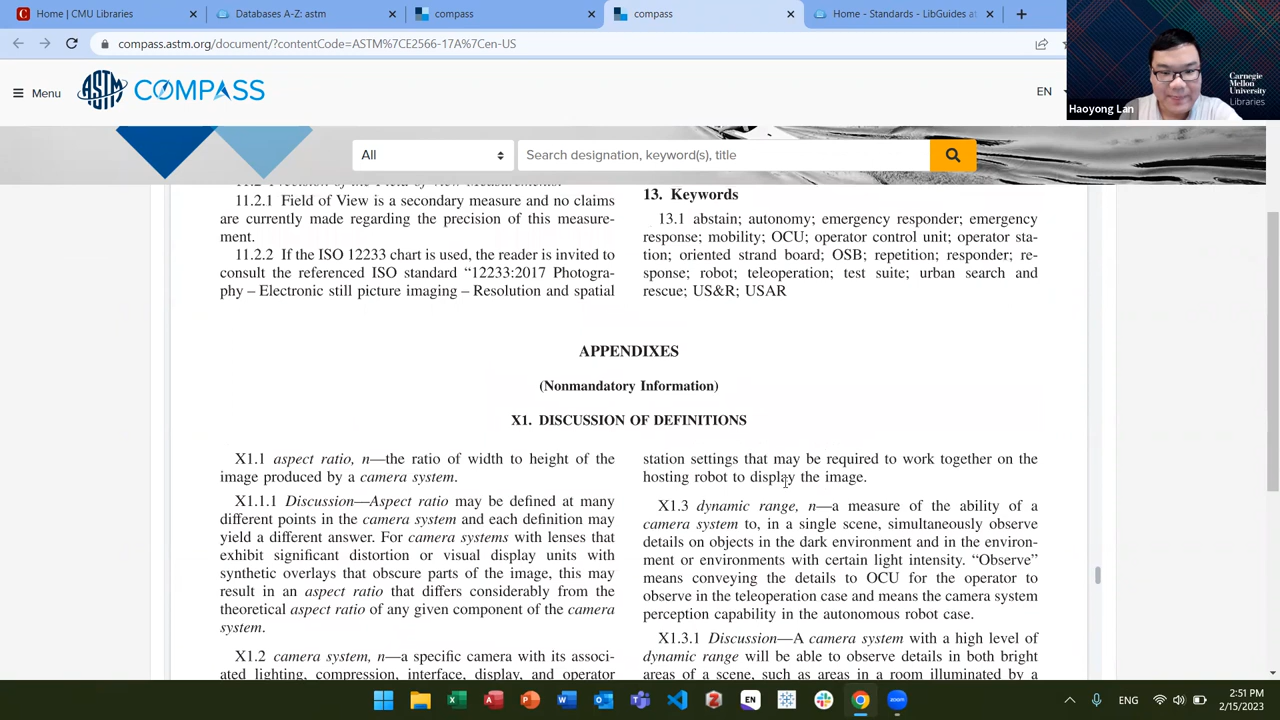 Home | CMU Libraries
Databases A-Z: astm
compass
compass
Home - Standards - LibGuides at
compass.astm.org/document/?contentCode=ASTM%7CE2566-17A%7Cen-US
Menu
ASTM
COMPASS
EN
Carnegie
Mellon
University
Libraries
Haoyong Lan
All
Search designation, keyword(s), title
11.2 Precision of the Field of View Measurements:
11.2.1 Field of View is a secondary measure and no claims
are currently made regarding the precision of this measure-
ment.
11.2.2 If the ISO 12233 chart is used, the reader is invited to
consult the referenced ISO standard “12233:2017 Photogra-
phy – Electronic still picture imaging – Resolution and spatial
13. Keywords
13.1 abstain; autonomy; emergency responder; emergency
response; mobility; OCU; operator control unit; operator sta-
tion; oriented strand board; OSB; repetition; responder; re-
sponse; robot; teleoperation; test suite; urban search and
rescue; US&R; USAR
APPENDIXES
(Nonmandatory Information)
X1. DISCUSSION OF DEFINITIONS
X1.1 aspect ratio, n—the ratio of width to height of the
image produced by a camera system.
X1.1.1 Discussion—Aspect ratio may be defined at many
different points in the camera system and each definition may
yield a different answer. For camera systems with lenses that
exhibit significant distortion or visual display units with
synthetic overlays that obscure parts of the image, this may
result in an aspect ratio that differs considerably from the
theoretical aspect ratio of any given component of the camera
system.
X1.2 camera system, n—a specific camera with its associ-
ated lighting, compression, interface, display, and operator
station settings that may be required to work together on the
hosting robot to display the image.
X1.3 dynamic range, n—a measure of the ability of a
camera system to, in a single scene, simultaneously observe
details on objects in the dark environment and in the environ-
ment or environments with certain light intensity. “Observe”
means conveying the details to OCU for the operator to
observe in the teleoperation case and means the camera system
perception capability in the autonomous robot case.
X1.3.1 Discussion—A camera system with a high level of
dynamic range will be able to observe details in both bright
areas of a scene, such as areas in a room illuminated by a
EN
ENG
2:51 PM
2/15/2023